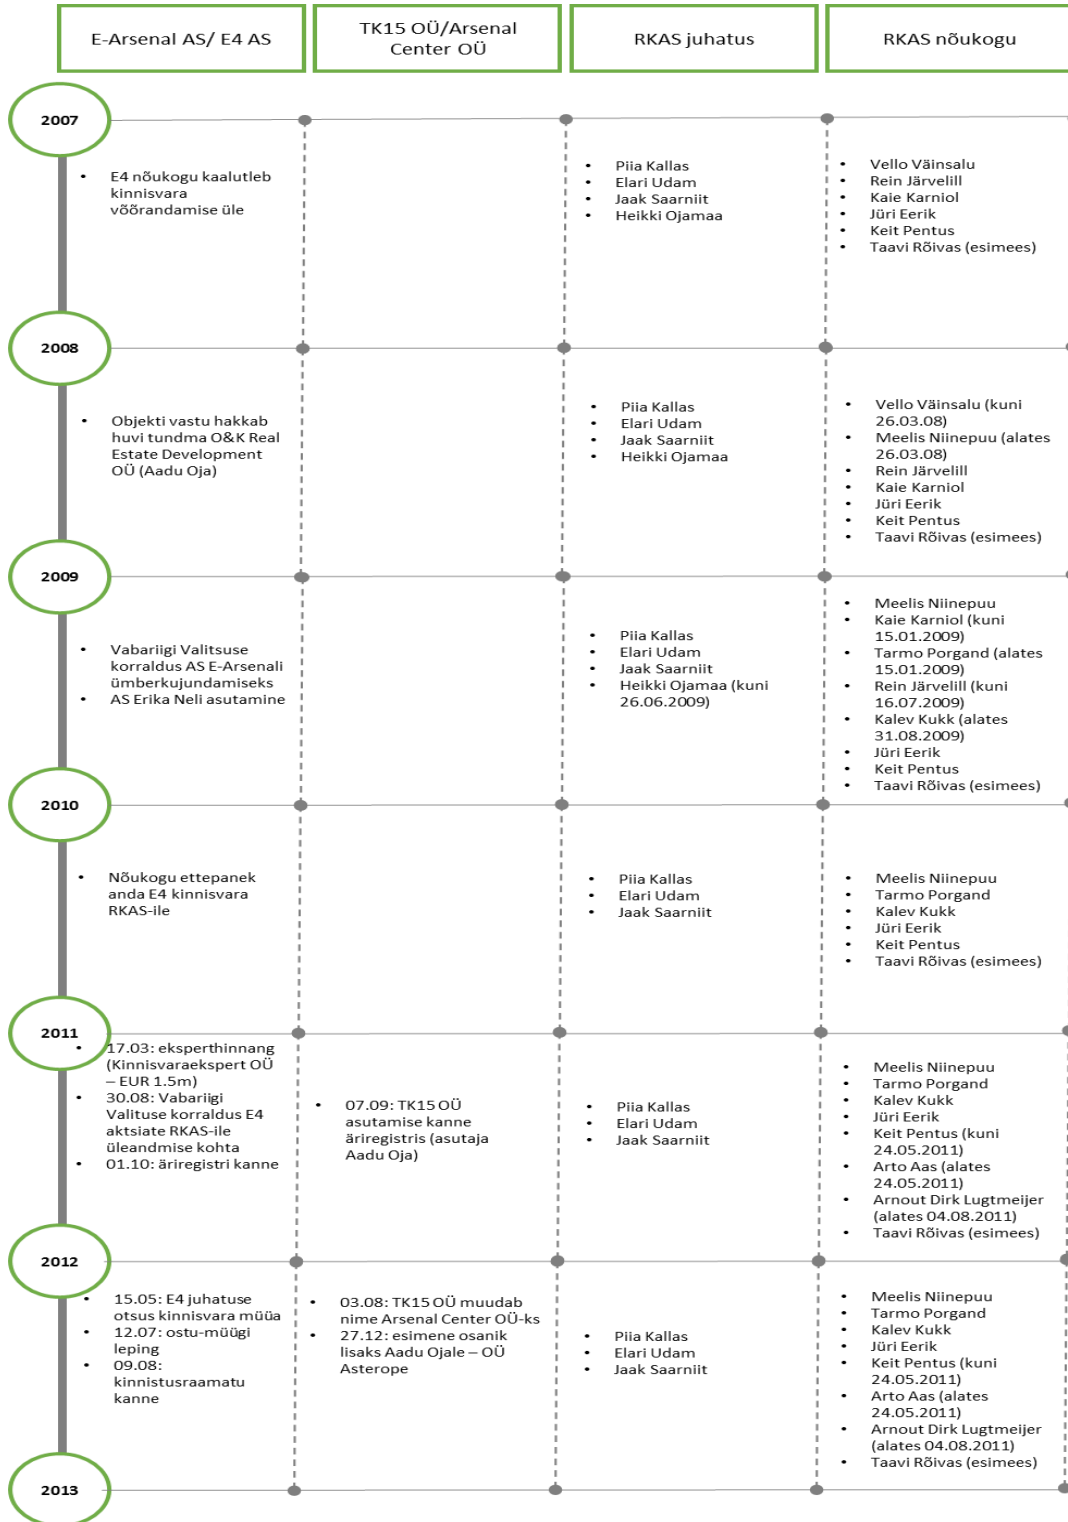 E-Arsenal AS/ E4 AS
TK15 OÜ/Arsenal
Center OÜ
RKAS juhatus
RKAS nõukogu
2007
• E4 nõukogu kaalutleb
kinnisvara
võõrandamise üle
• Piia Kallas
• Elari Udam
• Jaak Saarniit
• Heikki Ojamaa
• Vello Väinsalu
• Rein Järvelill
• Kaie Karniol
• Jüri Eerik
• Keit Pentus
• Taavi Rõivas (esimees)
2008
• Objekti vastu hakkab
huvi tundma O&K Real
Estate Development
OÜ (Aadu Oja)
• Piia Kallas
• Elari Udam
• Jaak Saarniit
• Heikki Ojamaa
• Vello Väinsalu (kuni
26.03.08)
• Meelis Niinepuu (alates
26.03.08)
• Rein Järvelill
• Kaie Karniol
• Jüri Eerik
• Keit Pentus
• Taavi Rõivas (esimees)
2009
• Vabariigi Valitsuse
korraldus AS E-Arsenali
ümberkujundamiseks
• AS Erika Neli asutamine
• Piia Kallas
• Elari Udam
• Jaak Saarniit
• Heikki Ojamaa (kuni
26.06.2009)
• Meelis Niinepuu
• Kaie Karniol (kuni
15.01.2009)
• Tarmo Porgand (alates
15.01.2009)
• Rein Järvelill (kuni
16.07.2009)
• Kalev Kukk (alates
31.08.2009)
• Jüri Eerik
• Keit Pentus
• Taavi Rõivas (esimees)
2010
• Nõukogu ettepanek
anda E4 kinnisvara
RKAS-ile
• Piia Kallas
• Elari Udam
• Jaak Saarniit
• Meelis Niinepuu
• Tarmo Porgand
• Kalev Kukk
• Jüri Eerik
• Keit Pentus
• Taavi Rõivas (esimees)
2011
• 17.03: eksperthinnang
(Kinnisvaraekspert OÜ
– EUR 1.5m)
• 30.08: Vabariigi
Valituse korraldus E4
aktsiate RKAS-ile
üleandmise kohta
• 01.10: äriregistri kanne
• 07.09: TK15 OÜ
asutamise kanne
äriregistris (asutaja
Aadu Oja)
• Piia Kallas
• Elari Udam
• Jaak Saarniit
• Meelis Niinepuu
• Tarmo Porgand
• Kalev Kukk
• Jüri Eerik
• Keit Pentus (kuni
24.05.2011)
• Arto Aas (alates
24.05.2011)
• Arnout Dirk Lugtmeijer
(alates 04.08.2011)
• Taavi Rõivas (esimees)
2012
• 15.05: E4 juhatuse
otsus kinnisvara müüa
• 12.07: ostu-müügi
leping
• 09.08:
kinnistusraamatu
kanne
• 03.08: TK15 OÜ muudab
nime Arsenal Center OÜ-ks
• 27.12: esimene osanik
lisaks Aadu Ojale – OÜ
Asterope
• Piia Kallas
• Elari Udam
• Jaak Saarniit
• Meelis Niinepuu
• Tarmo Porgand
• Kalev Kukk
• Jüri Eerik
• Keit Pentus (kuni
24.05.2011)
• Arto Aas (alates
24.05.2011)
• Arnout Dirk Lugtmeijer
(alates 04.08.2011)
• Taavi Rõivas (esimees)
2013